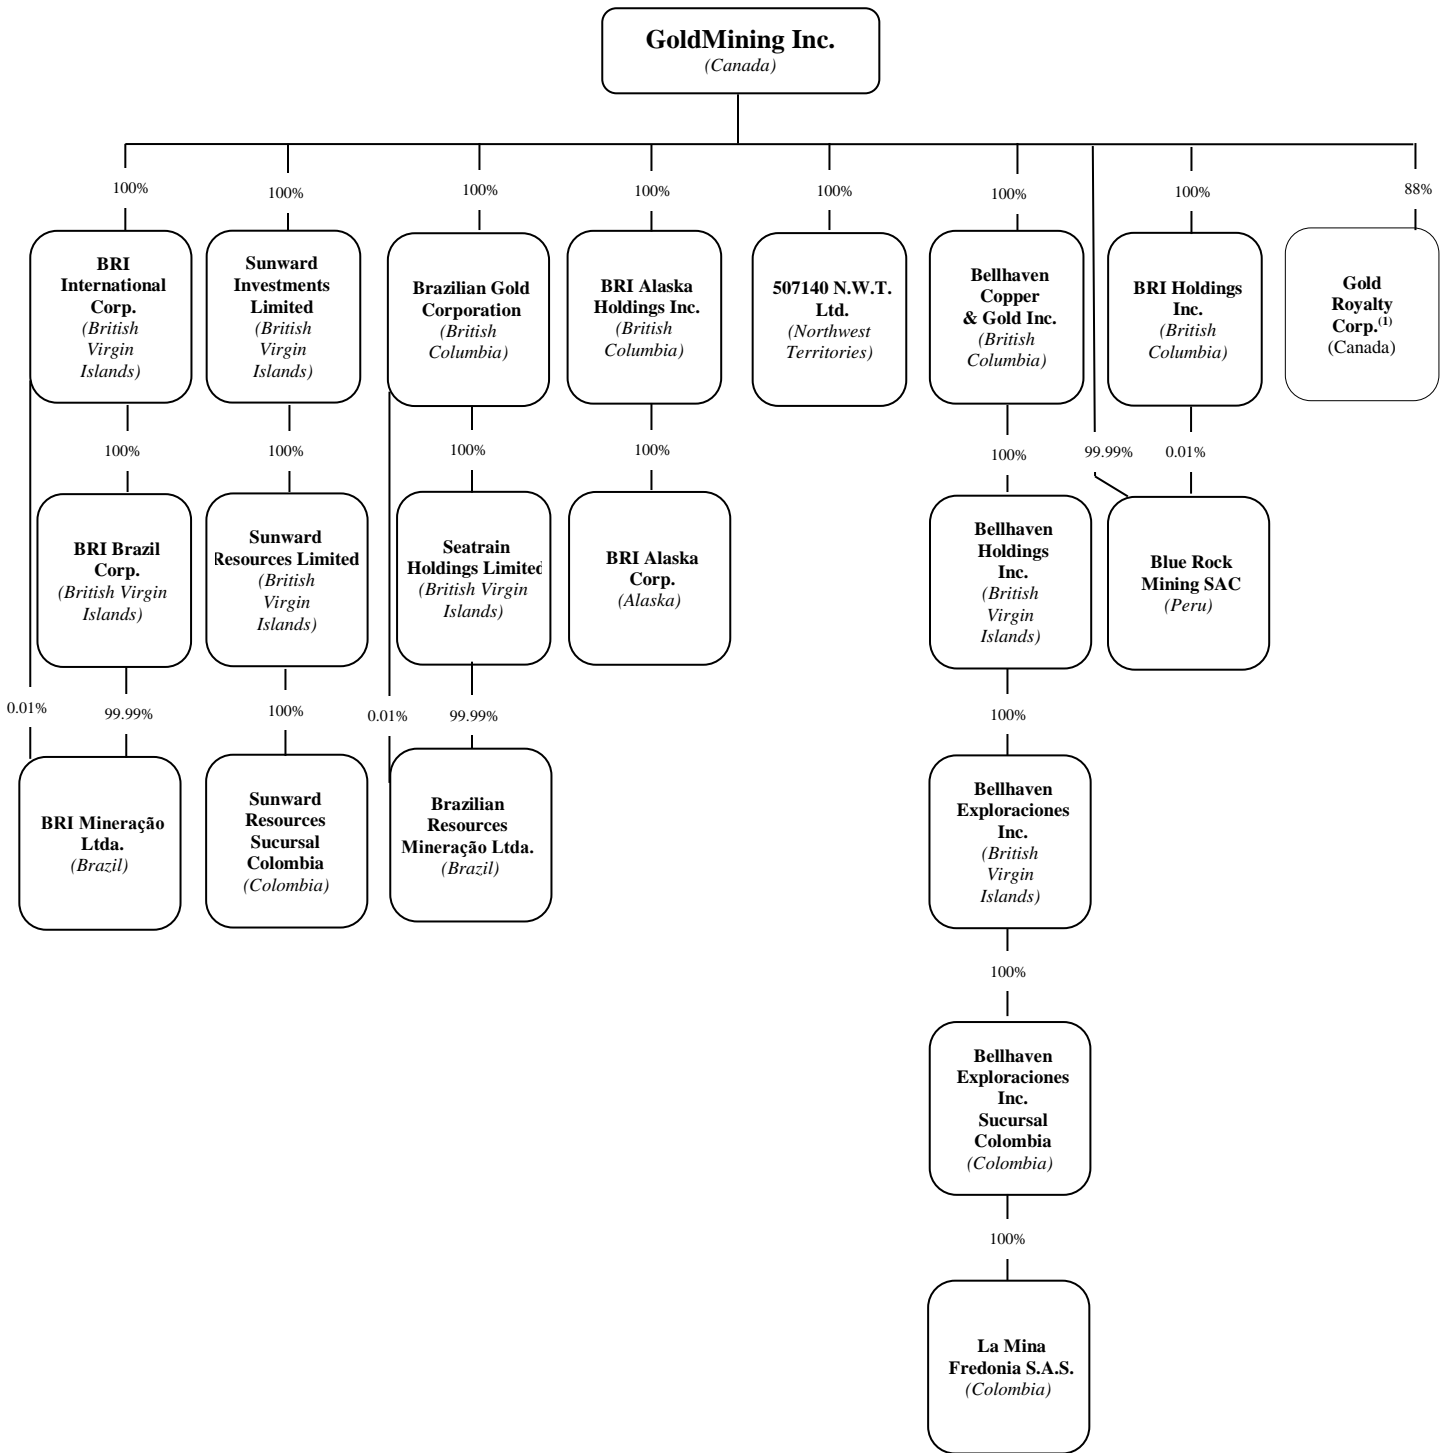 GoldMining Inc.
(Canada)
100%
100%
100%
100%
100%
100%
100%
88%
BRI
International
Corp.
(British
Virgin
Islands)
Sunward
Investments
Limited
(British
Virgin
Islands)
Brazilian Gold
Corporation
(British
Columbia)
BRI Alaska
Holdings Inc.
(British
Columbia)
507140 N.W.T.
Ltd.
(Northwest
Territories)
Bellhaven
Copper
& Gold Inc.
(British
Columbia)
BRI Holdings
Inc.
(British
Columbia)
Gold
Royalty
Corp.(1)
(Canada)
100%
100%
100%
100%
100%
99.99%
0.01%
BRI Brazil
Corp.
(British Virgin
Islands)
Sunward
Resources Limited
(British
Virgin
Islands)
Seatrain
Holdings Limited
(British Virgin
Islands)
BRI Alaska
Corp.
(Alaska)
Bellhaven
Holdings
Inc.
(British
Virgin
Islands)
Blue Rock
Mining SAC
(Peru)
0.01%
99.99%
100%
0.01%
99.99%
100%
BRI Mineração
Ltda.
(Brazil)
Sunward
Resources
Sucursal
Colombia
(Colombia)
Brazilian
Resources
Mineração Ltda.
(Brazil)
Bellhaven
Exploraciones
Inc.
(British
Virgin
Islands)
100%
Bellhaven
Exploraciones
Inc.
Sucursal
Colombia
(Colombia)
100%
La Mina
Fredonia S.A.S.
(Colombia)